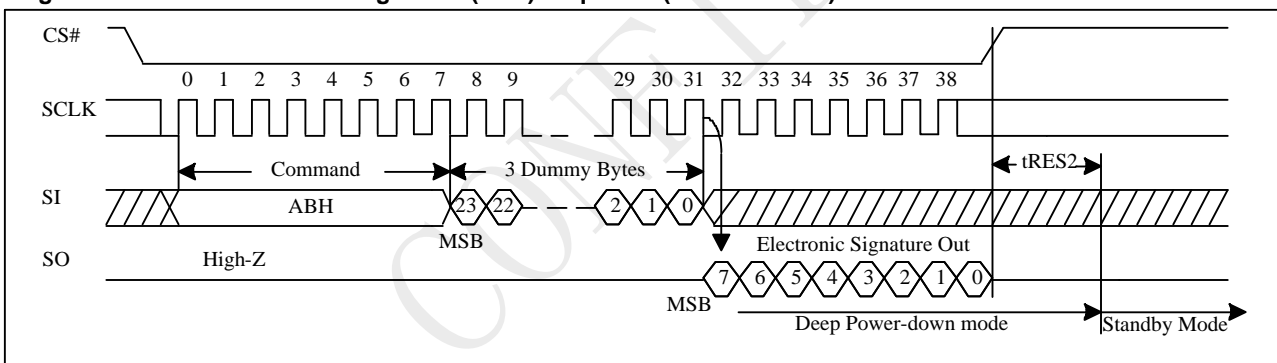 CS#
0 1 2 3 4 5 6 7 8 9 29 30 31 32 33 34 35 36 37 38
SCLK
Command 3 Dummy Bytes tRES2
SI
ABH 23 22 2 1 0
MSB
Electronic Signature Out
SO High-Z
7 6 5 4 3 2 1 0
MSB
Deep Power-down mode Standby Mode